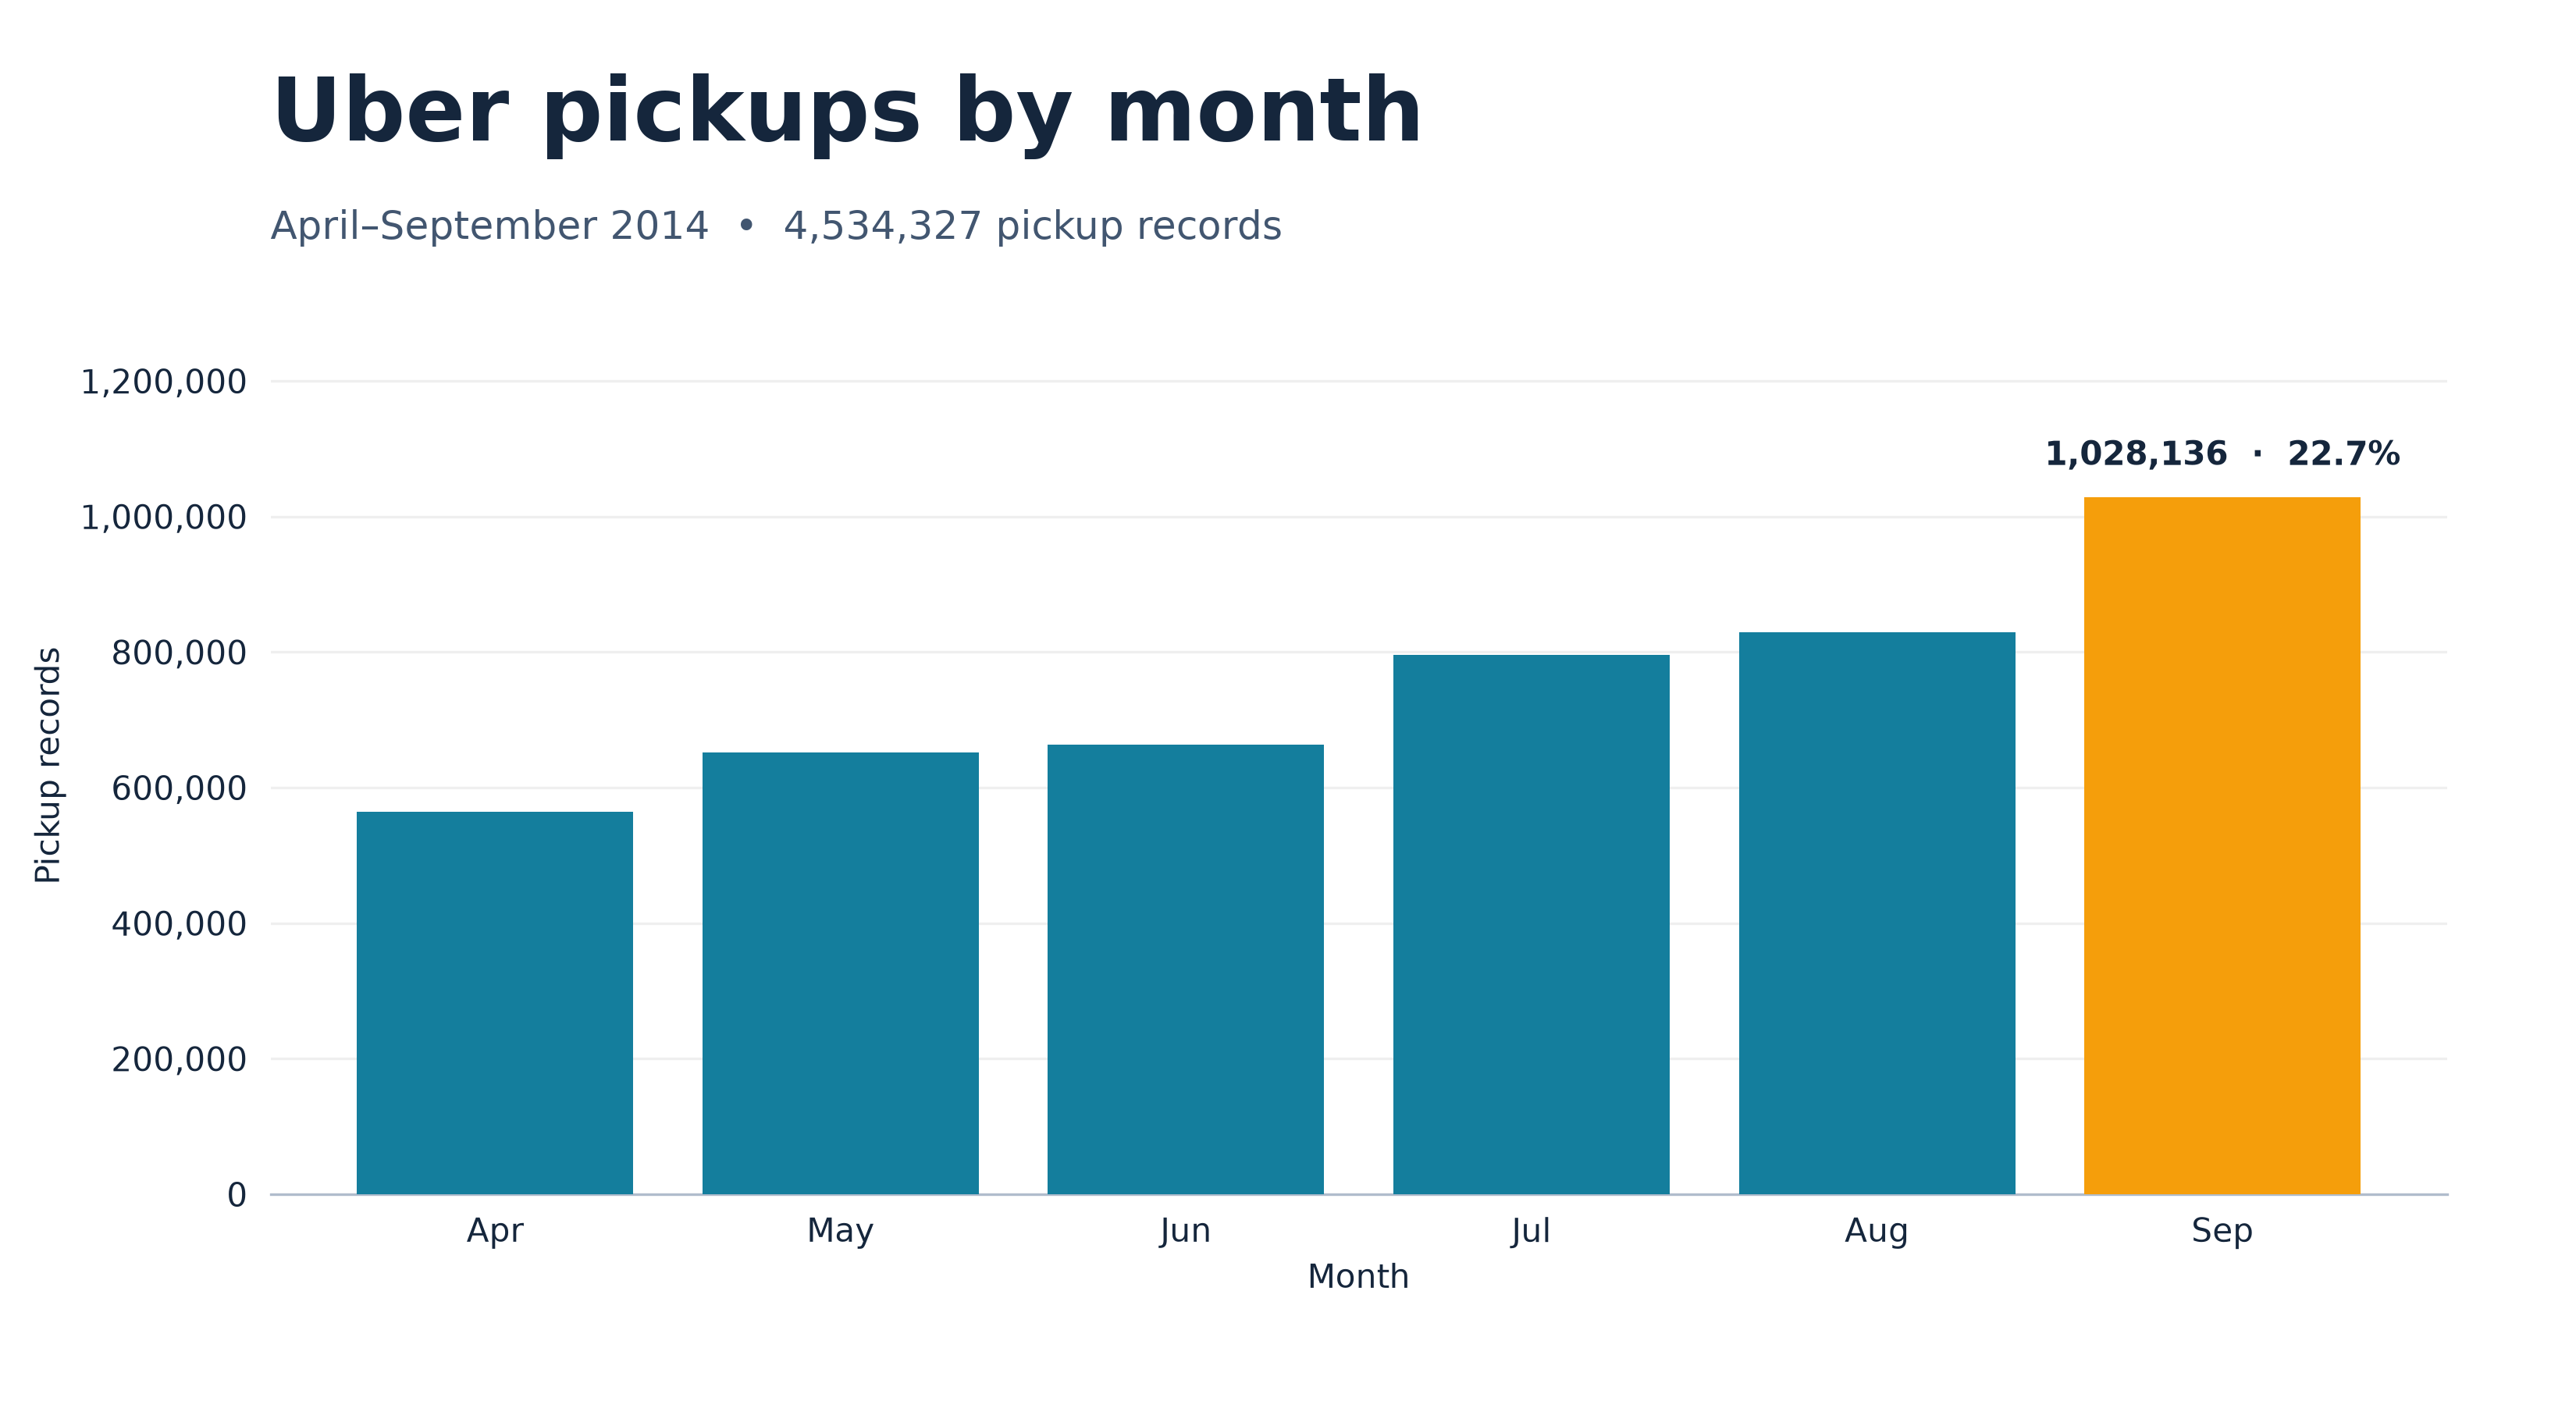 Uber pickups by month
April–September 2014 • 4,534,327 pickup records
1,200,000
1,028,136 · 22.7%
1,000,000
800,000
600,000
400,000
200,000
0
Pickup records
Apr May Jun Jul Aug Sep
Month